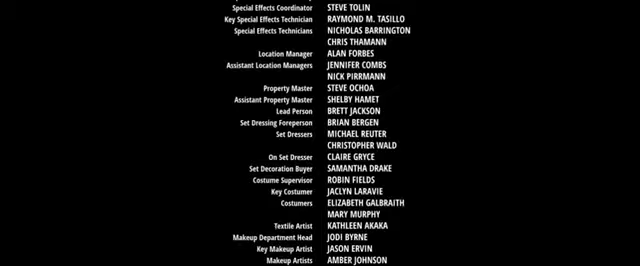 Special Effects Coordinator STEVE TOLIN
Key Special Effects Technician RAYMOND M. TASILLO
Special Effects Technicians NICHOLAS BARRINGTON
CHRIS THAMANN
Location Manager ALAN FORBES
Assistant Location Managers JENNIFER COMBS
NICK PIRRMANN
Property Master STEVE OCHOA
Assistant Property Master SHELBY HAMET
Lead Person BRETT JACKSON
Set Dressing Foreperson BRIAN BERGEN
Set Dressers MICHAEL REUTER
CHRISTOPHER WALD
On Set Dresser CLAIRE GRYCE
Set Decoration Buyer SAMANTHA DRAKE
Costume Supervisor ROBIN FIELDS
Key Costumer JACLYN LARAVIE
Costumers ELIZABETH GALBRAITH
MARY MURPHY
Textile Artist KATHLEEN AKAKA
Makeup Department Head JODI BYRNE
Key Makeup Artist JASON ERVIN
Makeup Artists AMBER JOHNSON